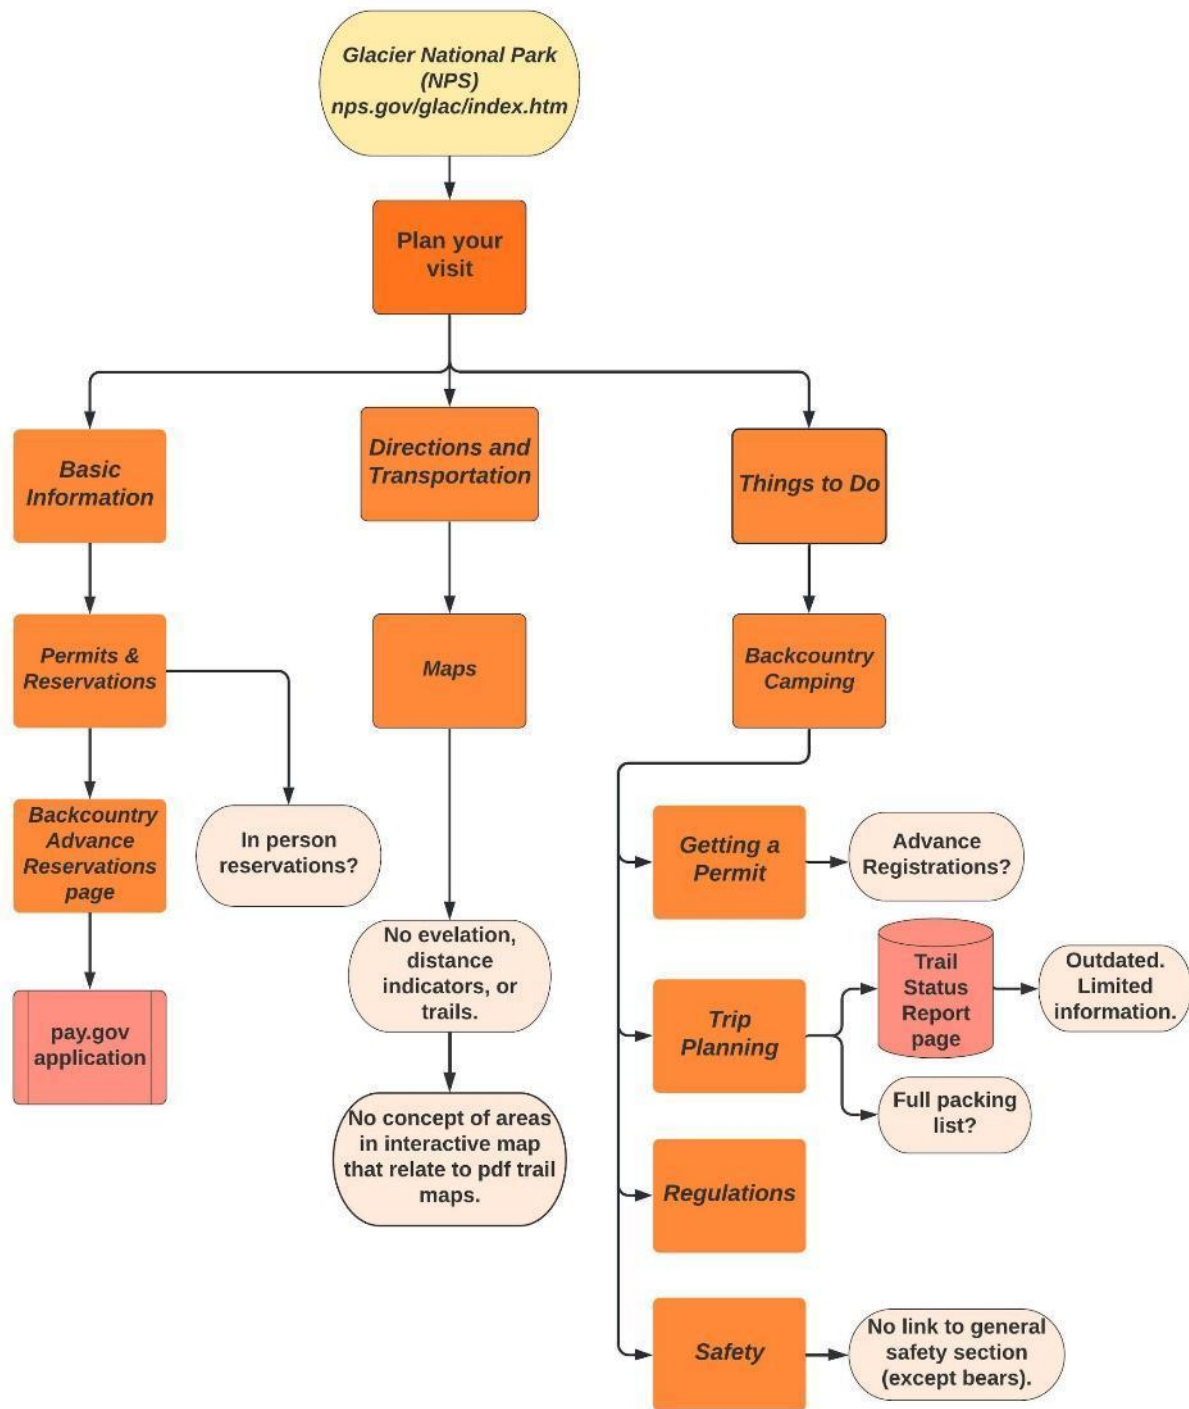 Glacier National Park
(NPS)
nps.gov/glac/index.htm
Plan your
visit
Basic
Information
Directions and
Transportation
Things to Do
Permits &
Reservations
Maps
Backcountry
Camping
Backcountry
Advance
Reservations
page
In person
reservations?
Getting a
Permit
Advance
Registrations?
No evelation,
distance
indicators, or
trails.
Trail
Status
Report
page
Outdated.
Limited
information.
pay.gov
application
Trip
Planning
Full packing
list?
No concept of areas
in interactive map
that relate to pdf trail
maps.
Regulations
Safety
No link to general
safety section
(except bears).